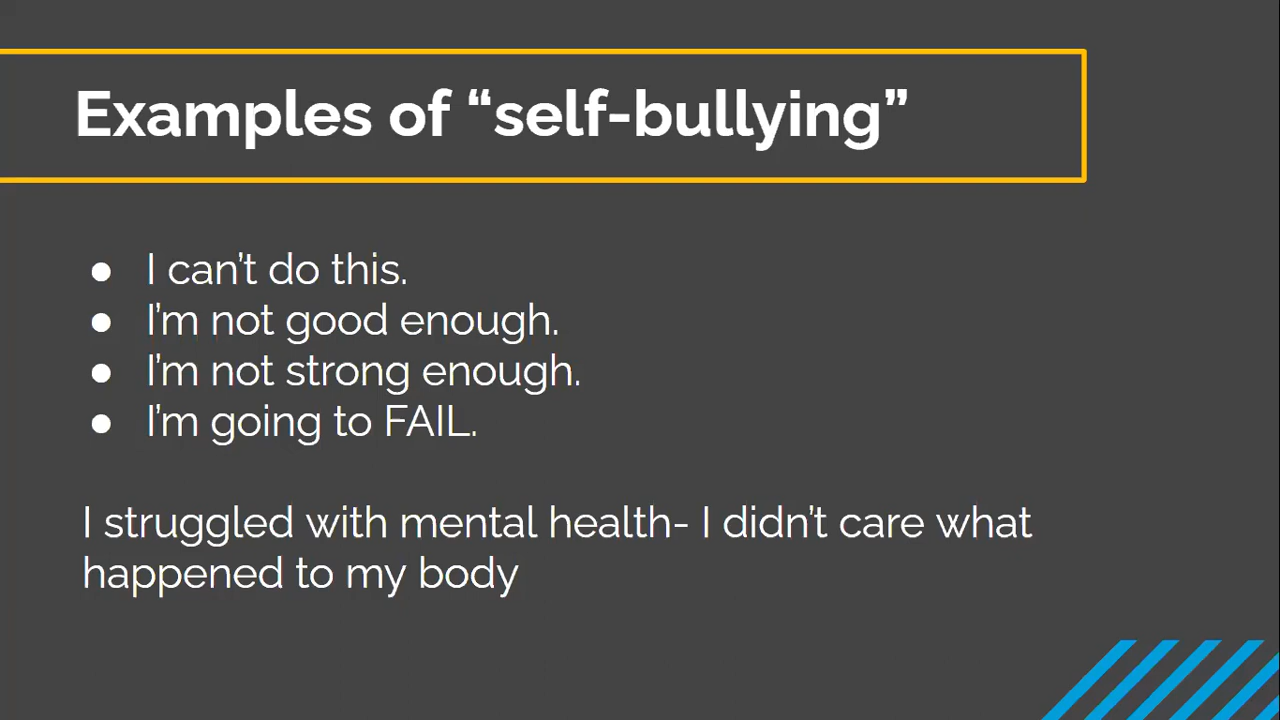 Examples of “self-bullying”
● I can’t do this.
● I’m not good enough.
● I’m not strong enough.
● I’m going to FAIL.
I struggled with mental health- I didn’t care what
happened to my body